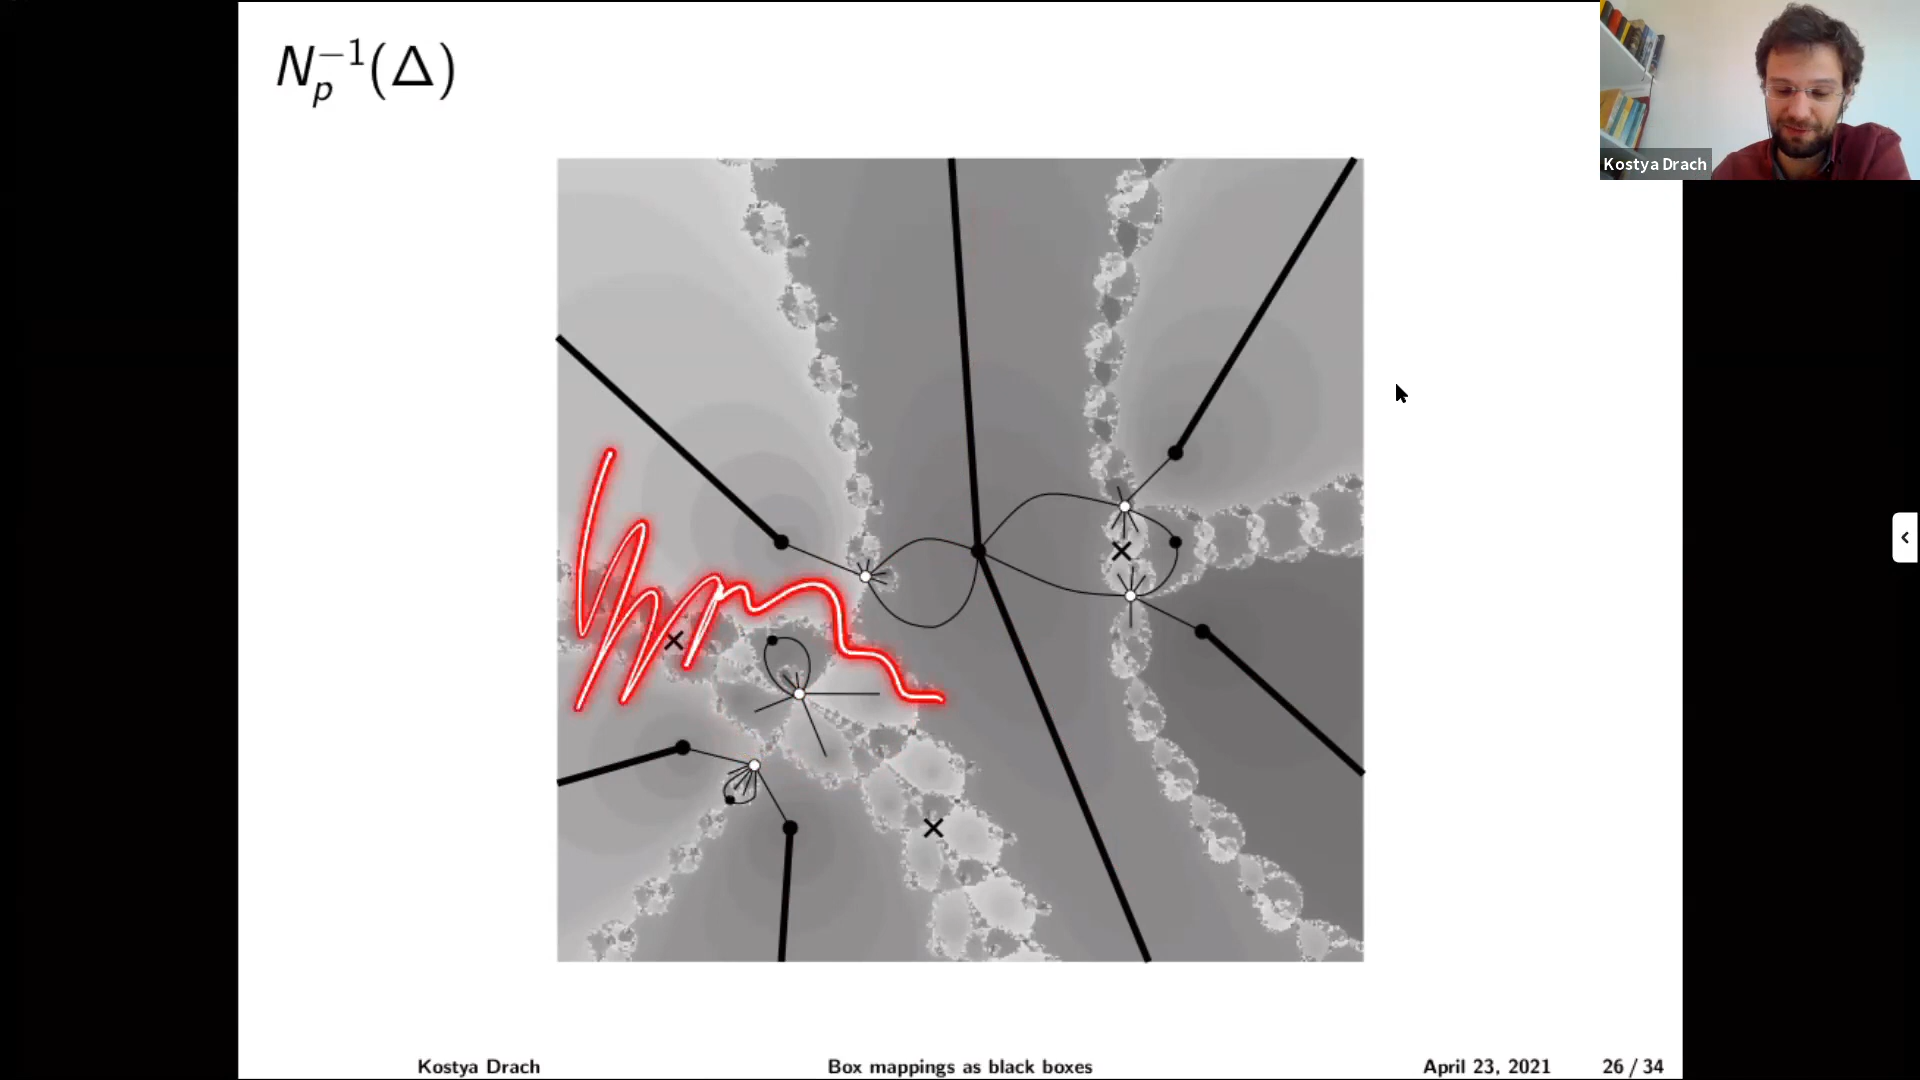 N_p^{-1}(Δ)
Kostya Drach
Kostya Drach Box mappings as black boxes April 23, 2021 26 / 34